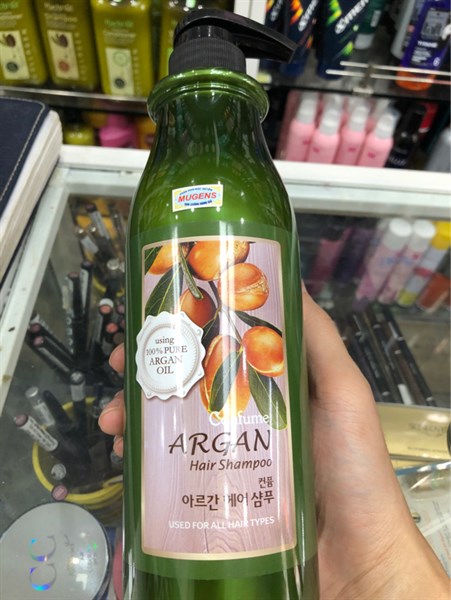 MUGENS
using
100% PURE
ARGAN
OIL
Confume
ARGAN
Hair Shampoo
컨퓸
아르간 헤어 샴푸
USED FOR ALL HAIR TYPES
CC